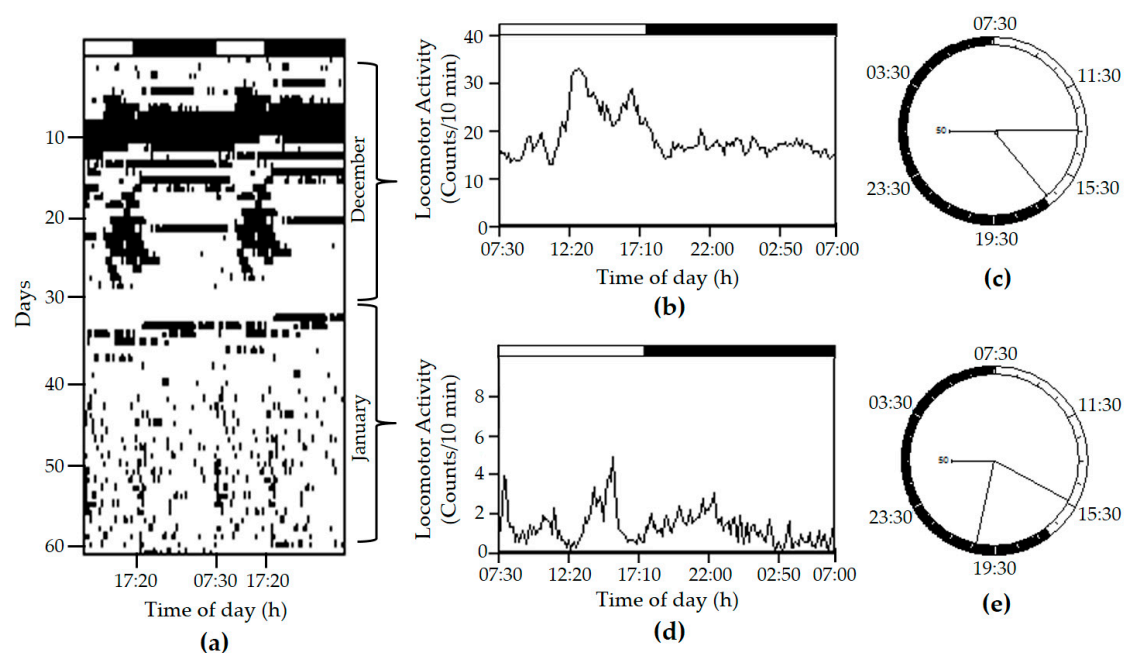 Days
10
20
30
40
50
60
December
January
17:20 07:30 17:20
Time of day (h)
(a)
Locomotor Activity
(Counts/10 min)
40
30
20
10
0
07:30 12:20 17:10 22:00 02:50 07:00
Time of day (h)
(b)
07:30
11:30
15:30
19:30
23:30
03:30
50
(c)
Locomotor Activity
(Counts/10 min)
8
6
4
2
0
07:30 12:20 17:10 22:00 02:50 07:00
Time of day (h)
(d)
07:30
11:30
15:30
19:30
23:30
03:30
50
(e)